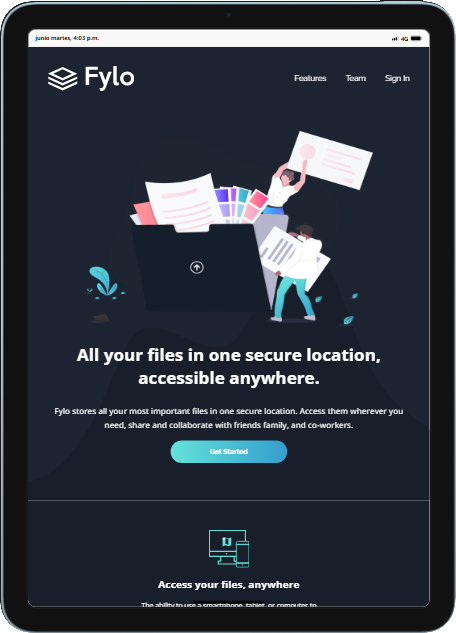 junio martes, 4:03 p.m.
4G
Fylo
Features Team Sign In
All your files in one secure location,
accessible anywhere.
Fylo stores all your most important files in one secure location. Access them wherever you
need, share and collaborate with friends family, and co-workers.
Get Started
Access your files, anywhere
The ability to use a smartphone, tablet, or computer to